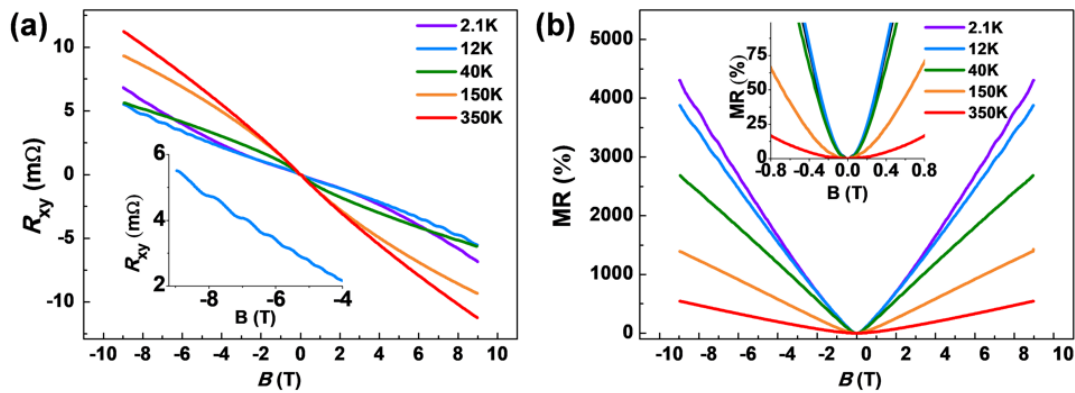 (a)
2.1K
12K
40K
150K
350K
10
5
0
-5
-10
Rxy (mΩ)
-10 -8 -6 -4 -2 0 2 4 6 8 10
B (T)
6
4
2
Rxy (mΩ)
-8 -6 -4
B (T)
(b)
2.1K
12K
40K
150K
350K
5000
4000
3000
2000
1000
0
MR (%)
-10 -8 -6 -4 -2 0 2 4 6 8 10
B (T)
75
50
25
0
MR (%)
-0.8 -0.4 0.0 0.4 0.8
B (T)